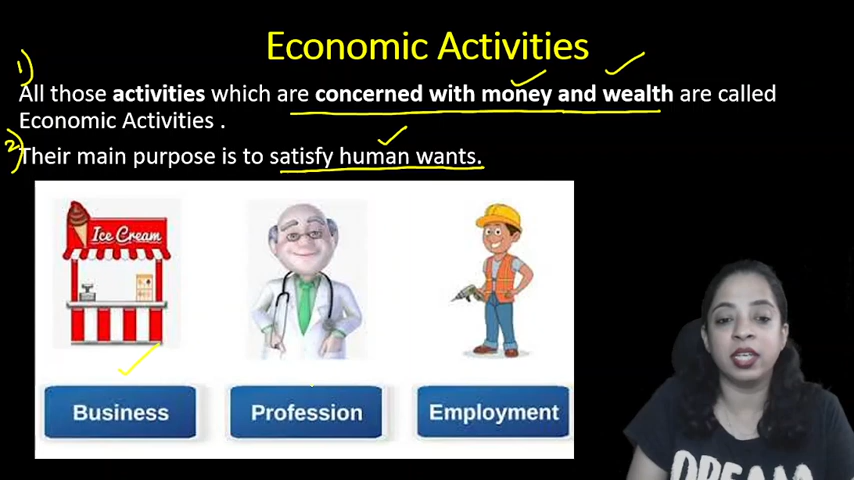 Economic Activities
1)
All those activities which are concerned with money and wealth are called
Economic Activities .
2)
Their main purpose is to satisfy human wants.
Ice Cream
Business
Profession
Employment
DREAM